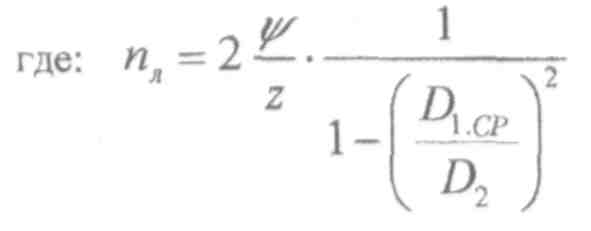 где: n_л = 2 ψ/z · 1/(1 − (D_1.CP/D_2)^2)